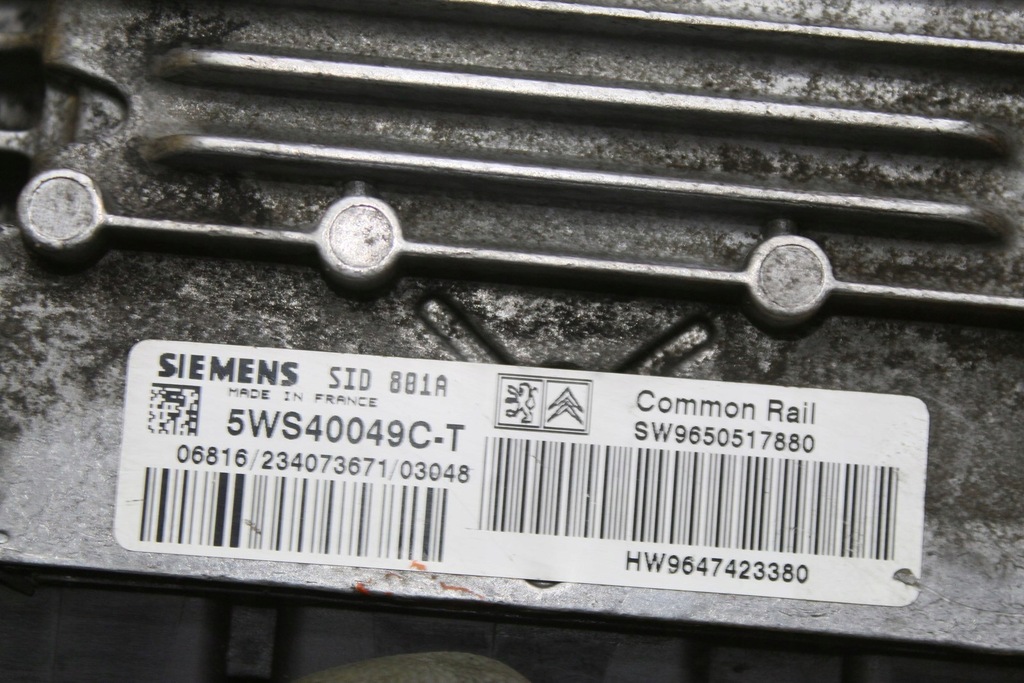 SIEMENS SID 801A
MADE IN FRANCE
5WS40049C-T
06816/234073671/03048
Common Rail
SW9650517880
HW9647423380